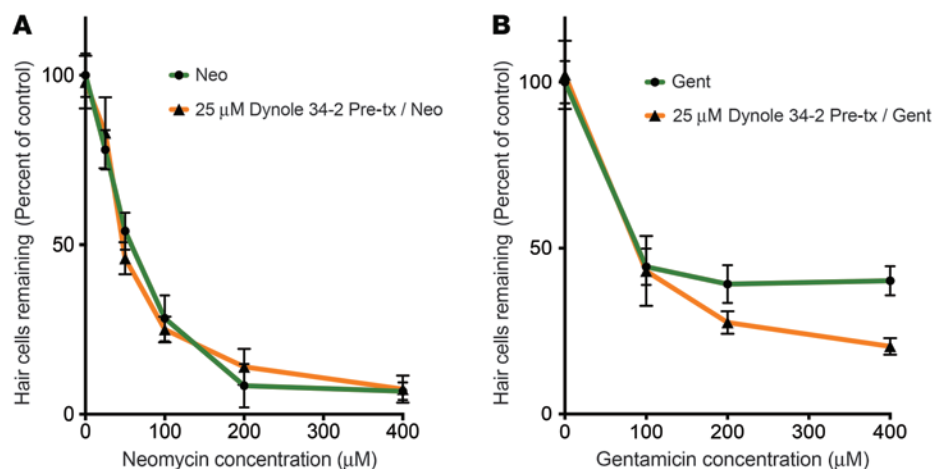 A
Hair cells remaining (Percent of control)
100
50
0
Neo
25 μM Dynole 34-2 Pre-tx / Neo
0
100
200
300
400
Neomycin concentration (μM)
B
Hair cells remaining (Percent of control)
100
50
0
Gent
25 μM Dynole 34-2 Pre-tx / Gent
0
100
200
300
400
Gentamicin concentration (μM)